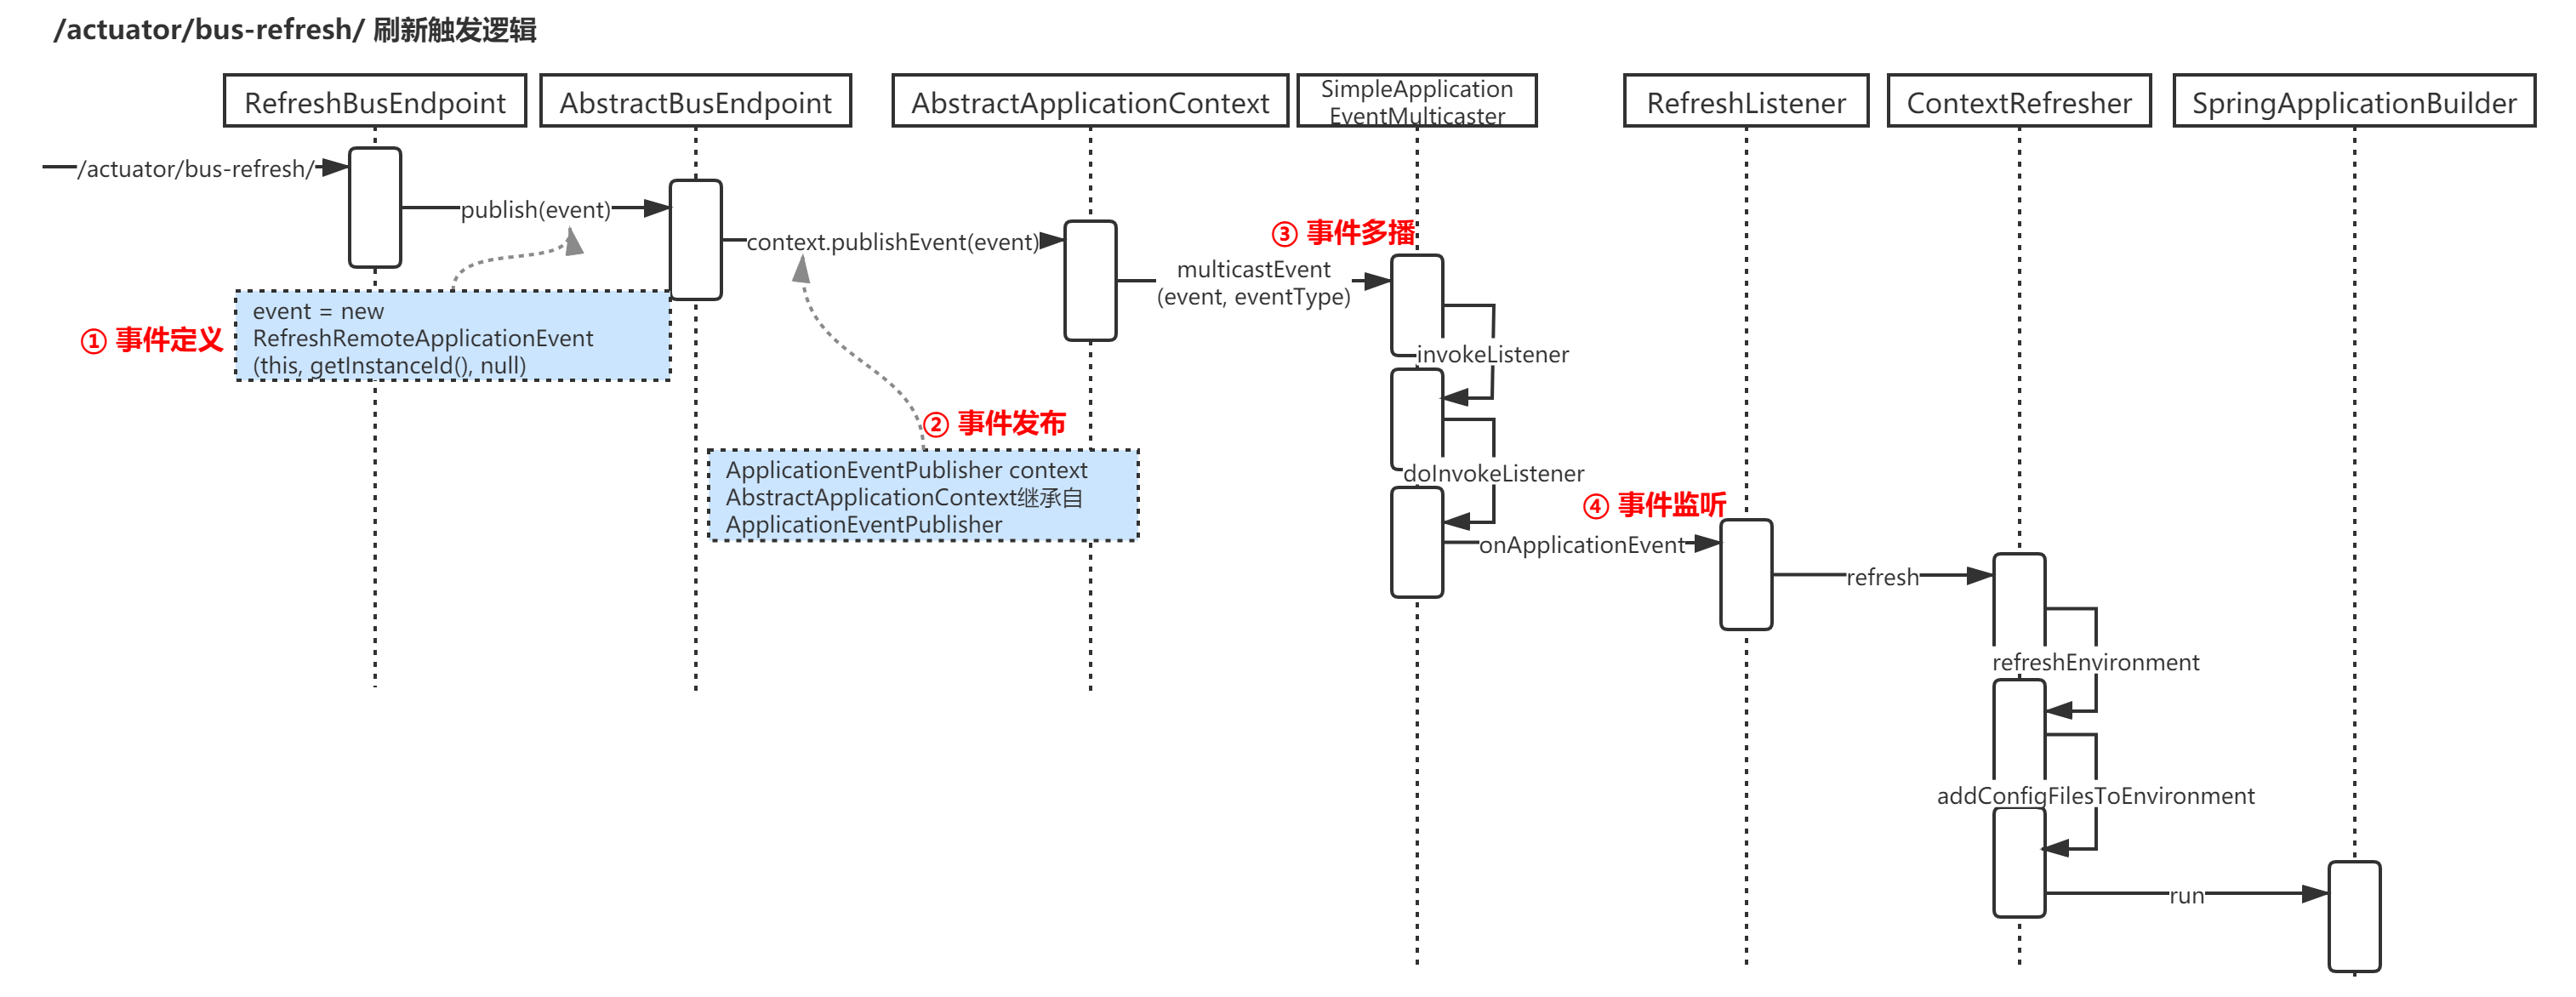 /actuator/bus-refresh/ 刷新触发逻辑
RefreshBusEndpoint
AbstractBusEndpoint
AbstractApplicationContext
SimpleApplication
EventMulticaster
RefreshListener
ContextRefresher
SpringApplicationBuilder
/actuator/bus-refresh/
publish(event)
context.publishEvent(event)
③ 事件多播
multicastEvent
(event, eventType)
① 事件定义
event = new
RefreshRemoteApplicationEvent
(this, getInstanceId(), null)
invokeListener
② 事件发布
ApplicationEventPublisher context
AbstractApplicationContext继承自
ApplicationEventPublisher
doInvokeListener
④ 事件监听
onApplicationEvent
refresh
refreshEnvironment
addConfigFilesToEnvironment
run